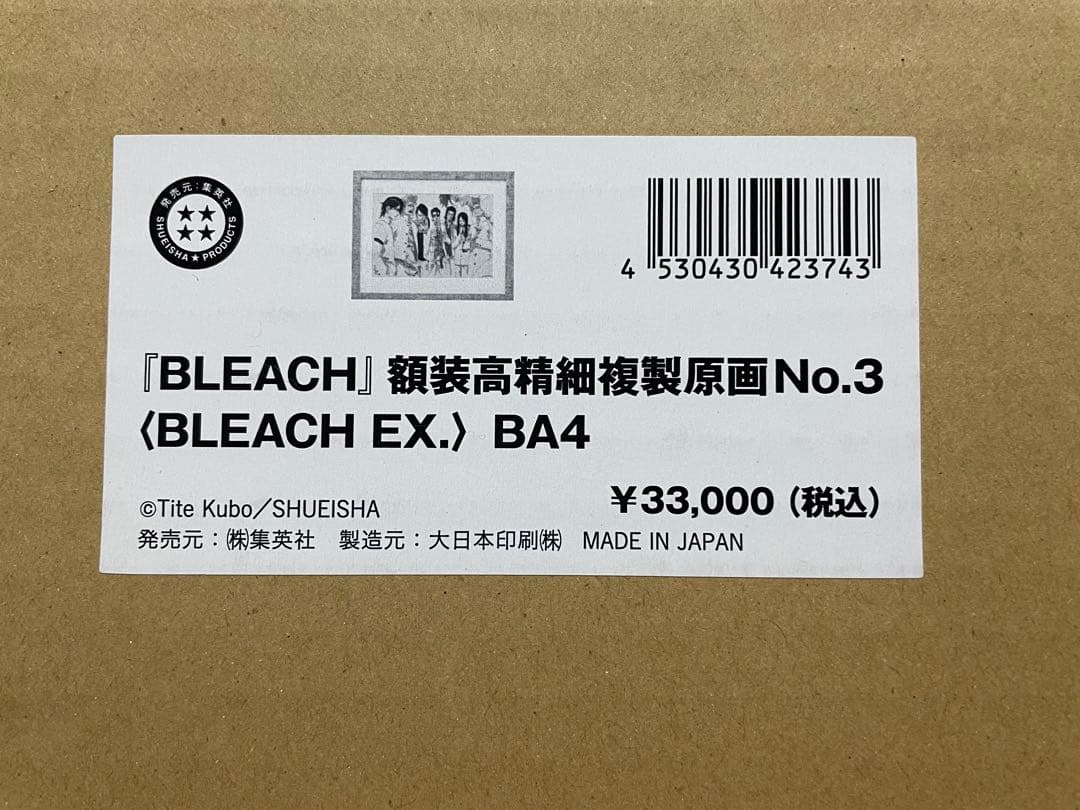 発売元：集英社
SHUEISHA★PRODUCTS
4 530430 423743
『BLEACH』額装高精細複製原画No.3
〈BLEACH EX.〉 BA4
¥33,000（税込）
©Tite Kubo／SHUEISHA
発売元：㈱集英社　製造元：大日本印刷㈱　MADE IN JAPAN